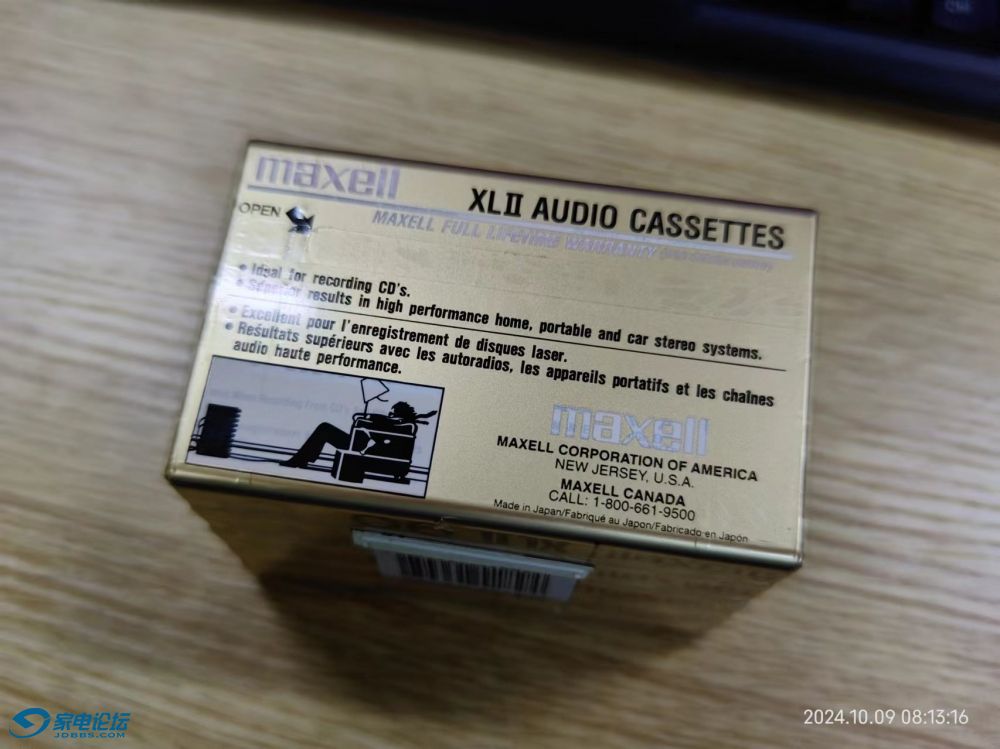 maxell
XLII AUDIO CASSETTES
OPEN
MAXELL FULL LIFETIME WARRANTY
• Ideal for recording CD's.
• Superior results in high performance home, portable and car stereo systems.
• Excellent pour l'enregistrement de disques laser.
• Resultats supérieurs avec les autoradios, les appareils portatifs et les chaînes
audio haute performance.
maxell
MAXELL CORPORATION OF AMERICA
NEW JERSEY, U.S.A.
MAXELL CANADA
CALL: 1-800-661-9500
Made in Japan/Fabriqué au Japon/Fabricado en Japón
XLII
家电论坛
JDBBS.COM
2024.10.09 08:13:16